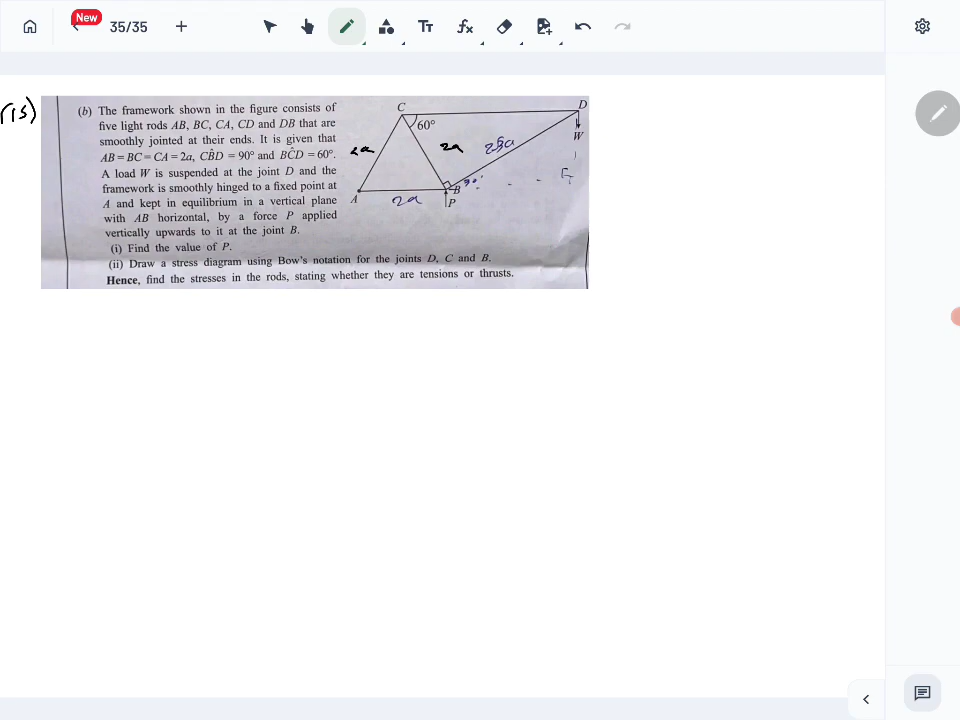 New
35/35
Tт
fx
(15)
(b) The framework shown in the figure consists of
five light rods AB, BC, CA, CD and DB that are
smoothly jointed at their ends. It is given that
AB = BC = CA = 2a, CB̂D = 90° and BĈD = 60°.
A load W is suspended at the joint D and the
framework is smoothly hinged to a fixed point at
A and kept in equilibrium in a vertical plane
with AB horizontal, by a force P applied
vertically upwards to it at the joint B.
(i) Find the value of P.
(ii) Draw a stress diagram using Bow's notation for the joints D, C and B.
Hence, find the stresses in the rods, stating whether they are tensions or thrusts.
C
D
60°
W
2a
2a
A
2a
B
30°
P